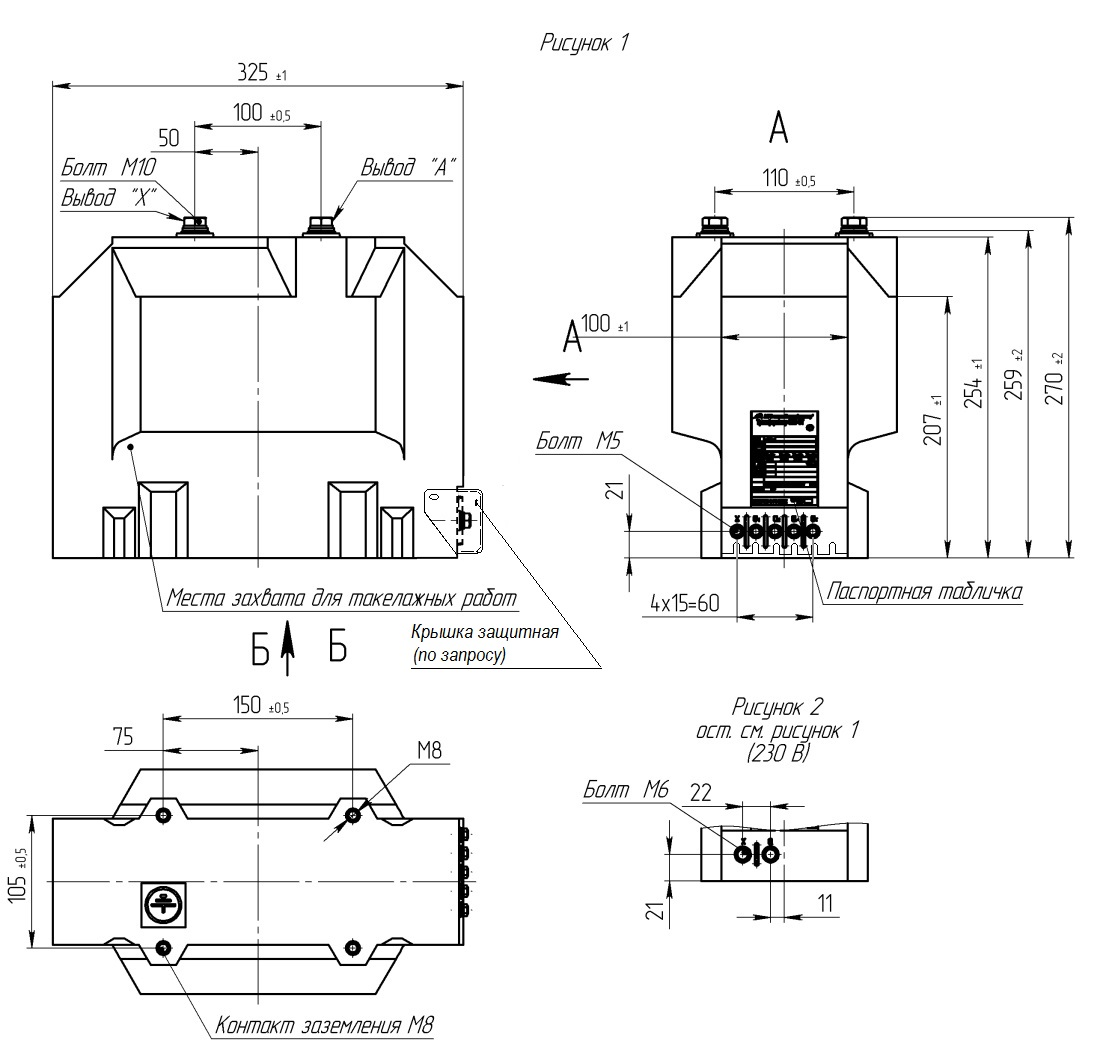 Рисунок 1
325 ±1
100 ±0,5
50
Болт М10
Вывод "Х"
Вывод "А"
А
110 ±0,5
А
100 ±1
207 ±1
254 ±1
259 ±2
270 ±2
Болт М5
21
4х15=60
Паспортная табличка
Места захвата для такелажных работ
Крышка защитная
(по запросу)
Б
Б
150 ±0,5
75
М8
105 ±0,5
Контакт заземления М8
Рисунок 2
ост. см. рисунок 1
(230 В)
Болт М6
22
21
11